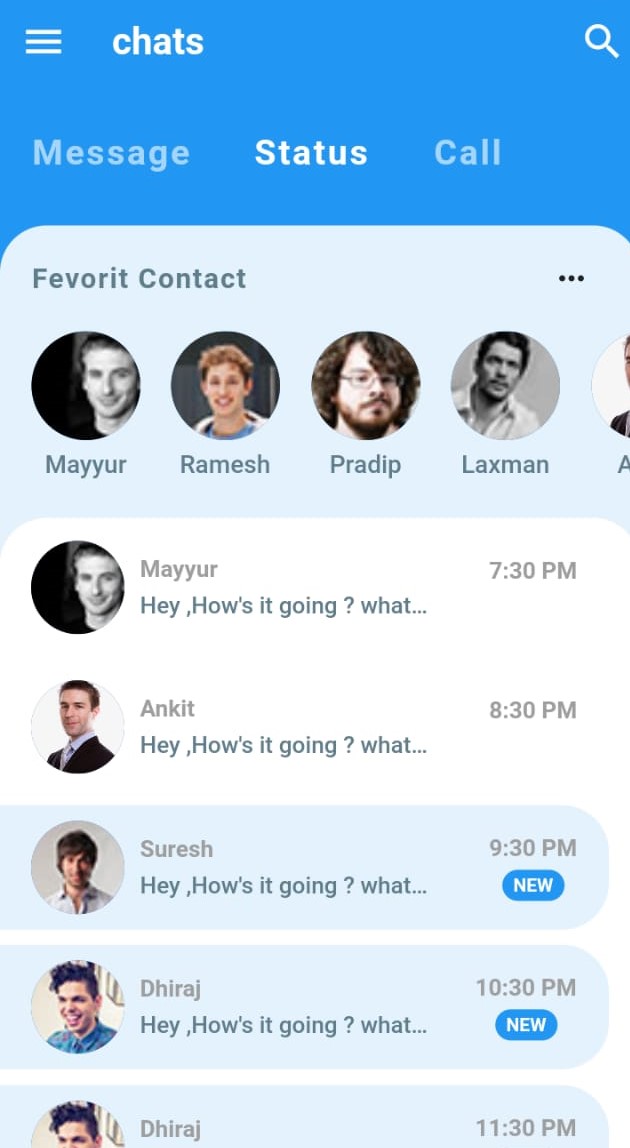 chats
Message Status Call
Fevorit Contact
Mayyur Ramesh Pradip Laxman A
Mayyur 7:30 PM
Hey ,How's it going ? what...
Ankit 8:30 PM
Hey ,How's it going ? what...
Suresh 9:30 PM
Hey ,How's it going ? what... NEW
Dhiraj 10:30 PM
Hey ,How's it going ? what... NEW
Dhiraj 11:30 PM